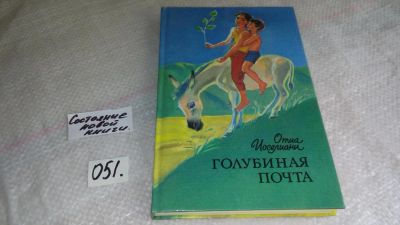 Состояние
новой
книги.
051.
Отиа
Иоселиани
ГОЛУБИНАЯ
ПОЧТА